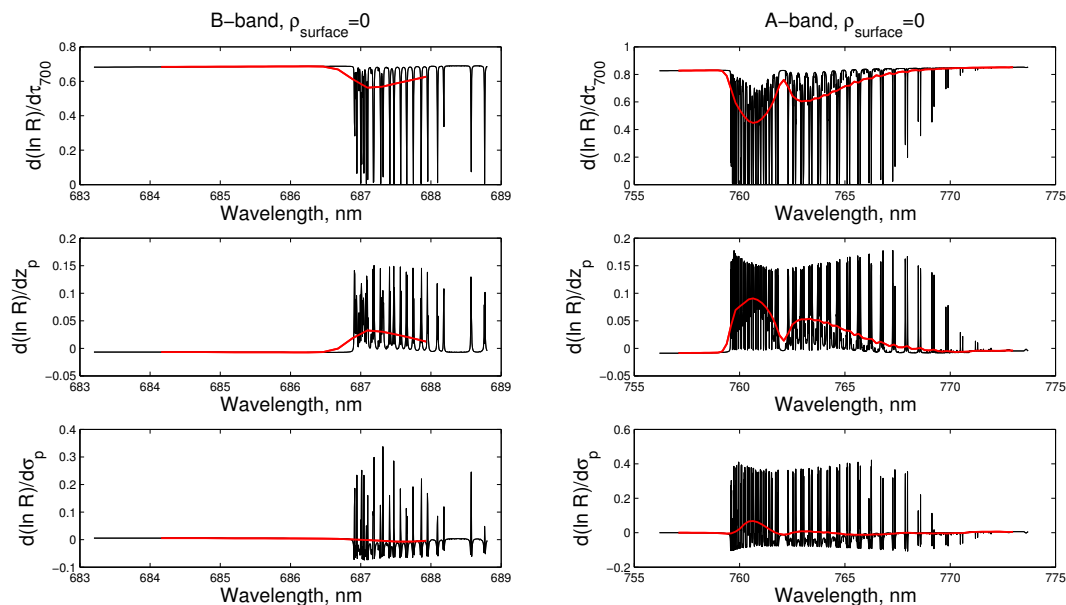 B−band, ρsurface=0
0.8
0.6
0.4
0.2
0
683 684 685 686 687 688 689
Wavelength, nm
d(ln R)/dτ700
0.2
0.15
0.1
0.05
0
−0.05
683 684 685 686 687 688 689
Wavelength, nm
d(ln R)/dzp
0.4
0.3
0.2
0.1
0
−0.1
683 684 685 686 687 688 689
Wavelength, nm
d(ln R)/dσp
A−band, ρsurface=0
1
0.8
0.6
0.4
0.2
0
755 760 765 770 775
Wavelength, nm
d(ln R)/dτ700
0.2
0.15
0.1
0.05
0
−0.05
755 760 765 770 775
Wavelength, nm
d(ln R)/dzp
0.6
0.4
0.2
0
−0.2
755 760 765 770 775
Wavelength, nm
d(ln R)/dσp